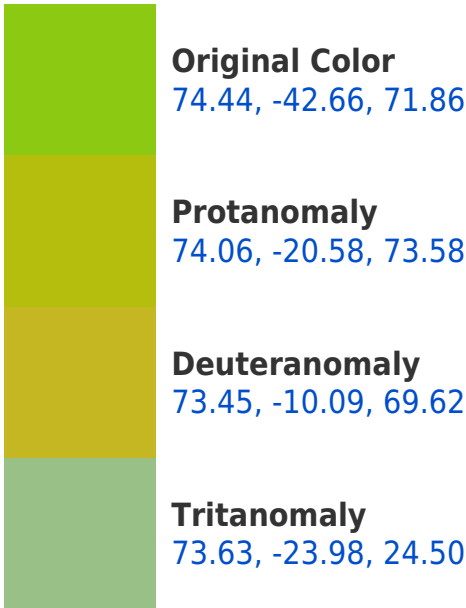 Original Color
74.44, -42.66, 71.86
Protanomaly
74.06, -20.58, 73.58
Deuteranomaly
73.45, -10.09, 69.62
Tritanomaly
73.63, -23.98, 24.50